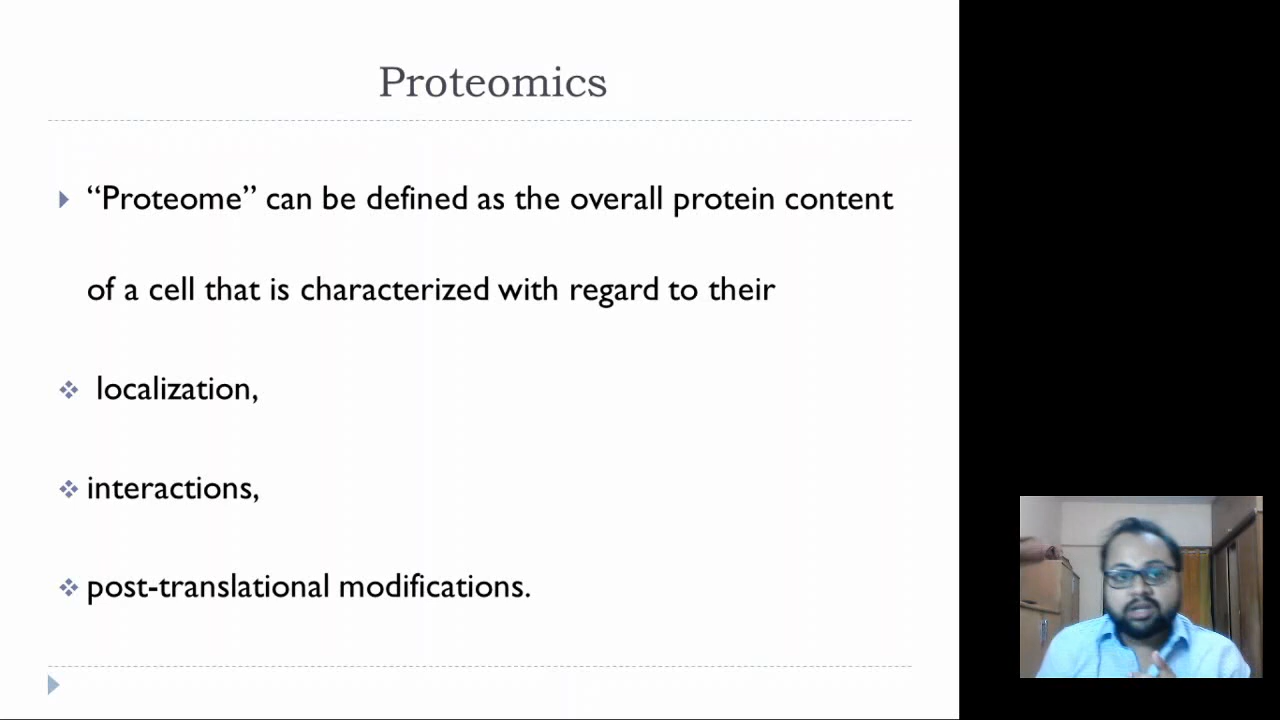 Proteomics
“Proteome” can be defined as the overall protein content
of a cell that is characterized with regard to their
localization,
interactions,
post-translational modifications.